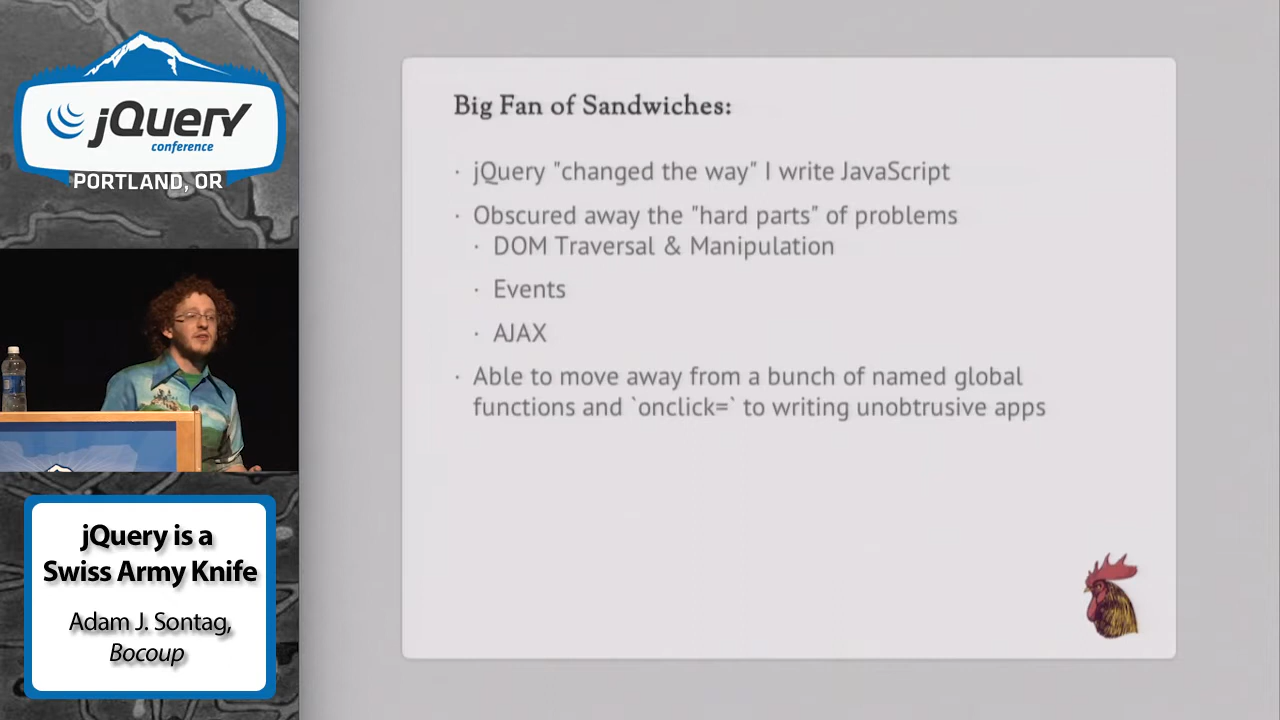 jQuery
conference
PORTLAND, OR
jQuery is a
Swiss Army Knife
Adam J. Sontag,
Bocoup
Big Fan of Sandwiches:
· jQuery "changed the way" I write JavaScript
· Obscured away the "hard parts" of problems
· DOM Traversal & Manipulation
· Events
· AJAX
· Able to move away from a bunch of named global
functions and `onclick=` to writing unobtrusive apps